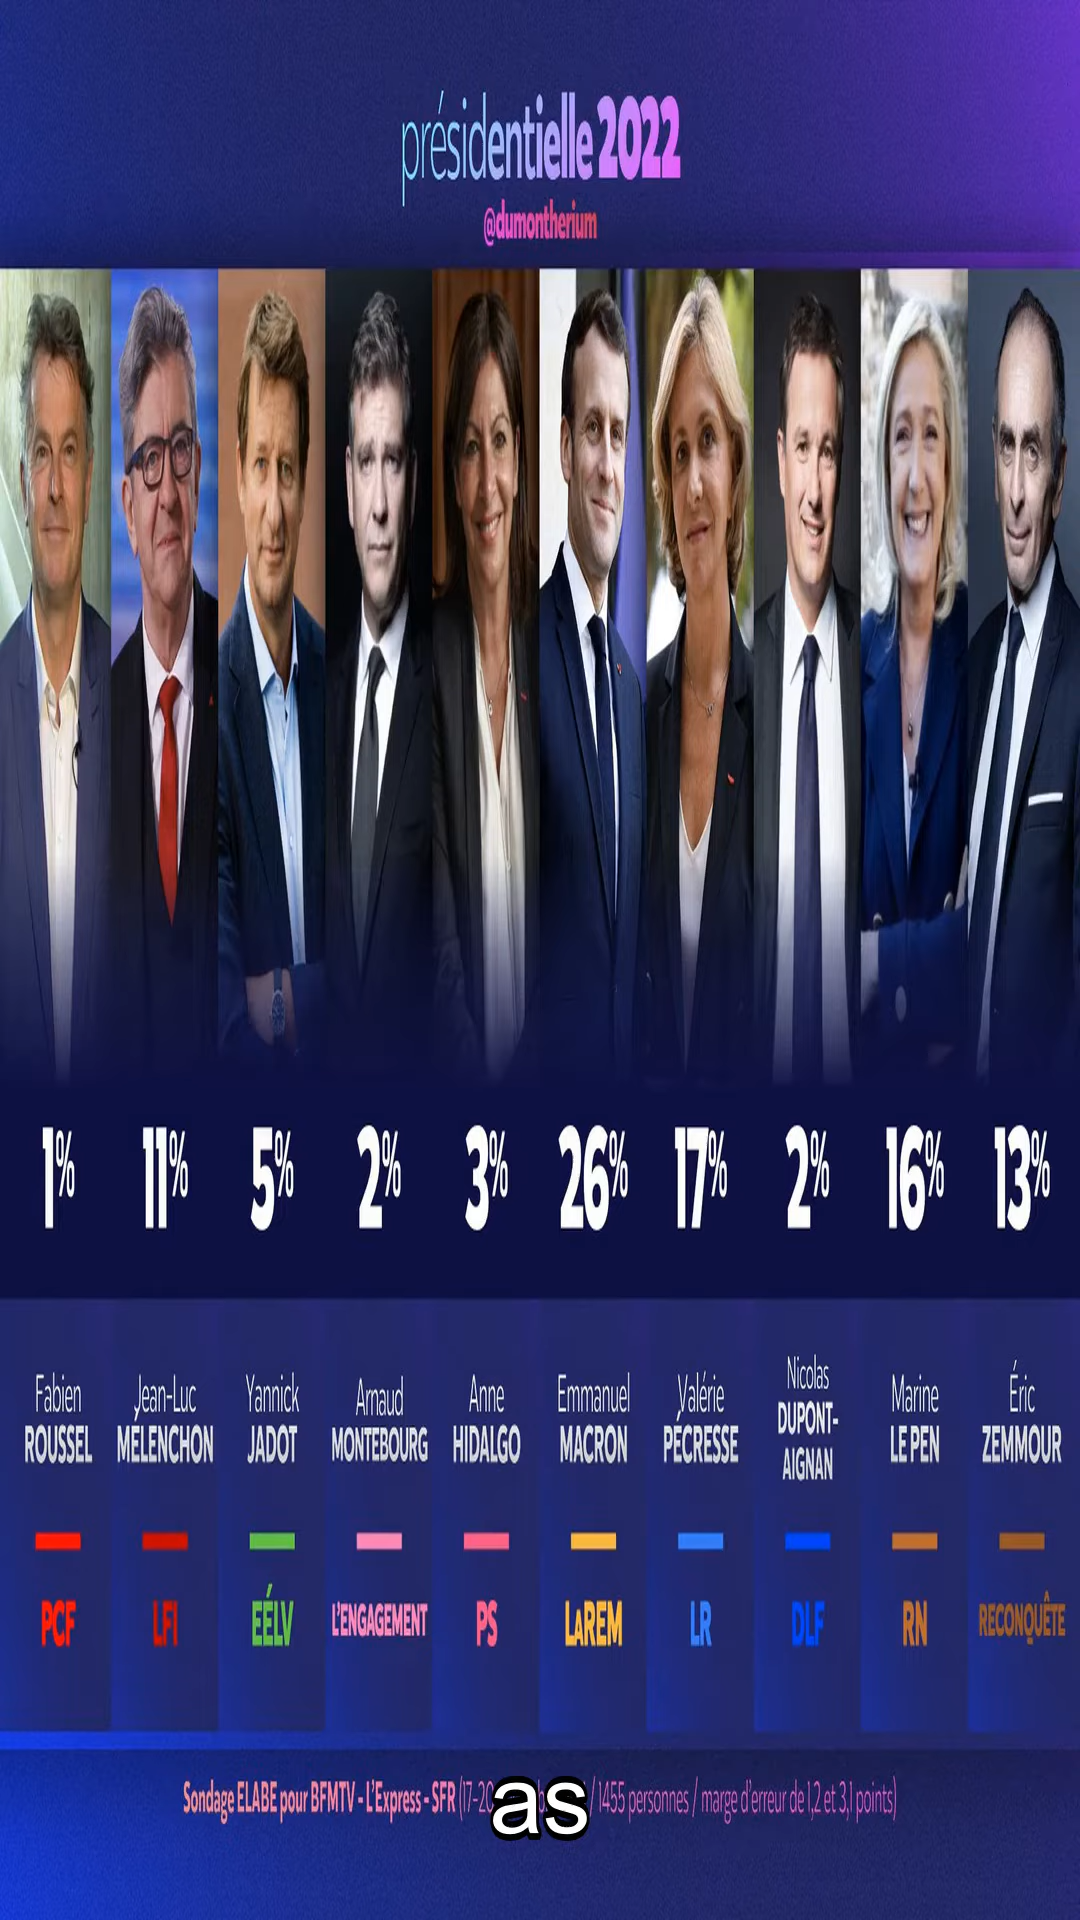 présidentielle 2022
@dumontherium
1% 11% 5% 2% 3% 26% 17% 2% 16% 13%
Fabien ROUSSEL
Jean-Luc MÉLENCHON
Yannick JADOT
Arnaud MONTEBOURG
Anne HIDALGO
Emmanuel MACRON
Valérie PÉCRESSE
Nicolas DUPONT-AIGNAN
Marine LE PEN
Éric ZEMMOUR
PCF LFI EÉLV L'ENGAGEMENT PS LaREM LR DLF RN RECONQUÊTE
Sondage ELABE pour BFMTV - L'Express - SFR / 1455 personnes / marge d'erreur de 1,2 et 3,1 points)
as